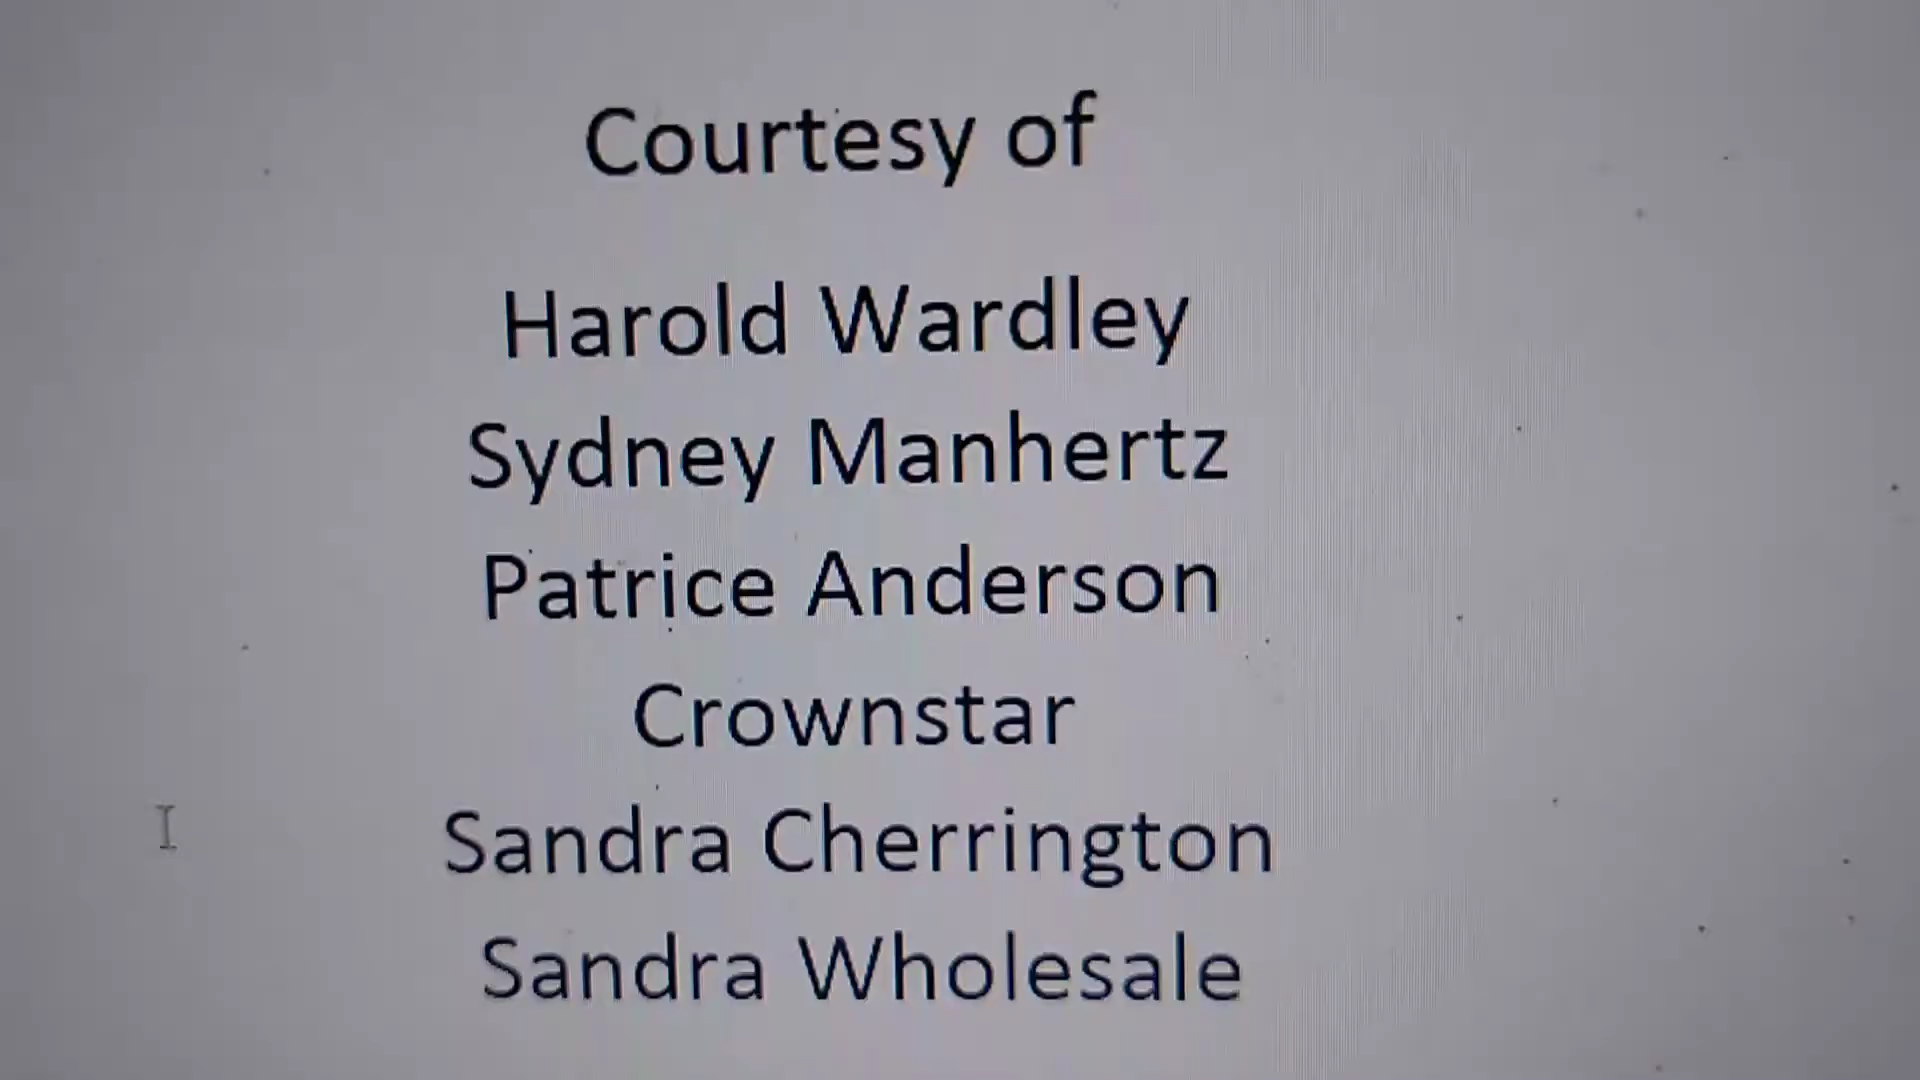 Courtesy of
Harold Wardley
Sydney Manhertz
Patrice Anderson
Crownstar
Sandra Cherrington
Sandra Wholesale